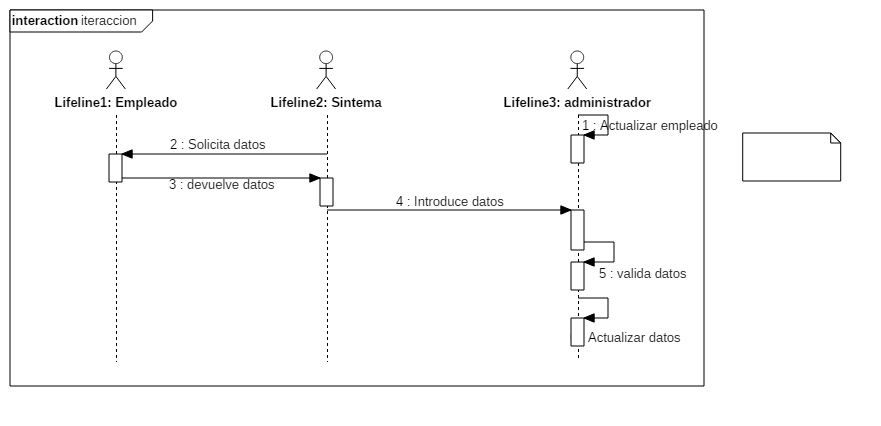 interaction iteraccion
Lifeline1: Empleado
Lifeline2: Sintema
Lifeline3: administrador
1 : Actualizar empleado
2 : Solicita datos
3 : devuelve datos
4 : Introduce datos
5 : valida datos
Actualizar datos